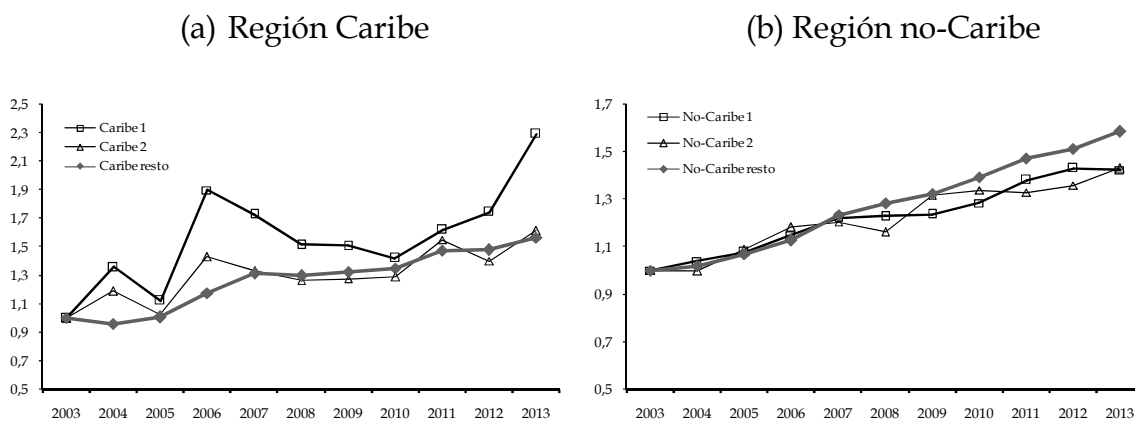 (a) Región Caribe
2,5
2,3
2,1
1,9
1,7
1,5
1,3
1,1
0,9
0,7
0,5
Caribe 1
Caribe 2
Caribe resto
2003 2004 2005 2006 2007 2008 2009 2010 2011 2012 2013
(b) Región no-Caribe
1,7
1,5
1,3
1,1
0,9
0,7
0,5
No-Caribe 1
No-Caribe 2
No-Caribe resto
2003 2004 2005 2006 2007 2008 2009 2010 2011 2012 2013